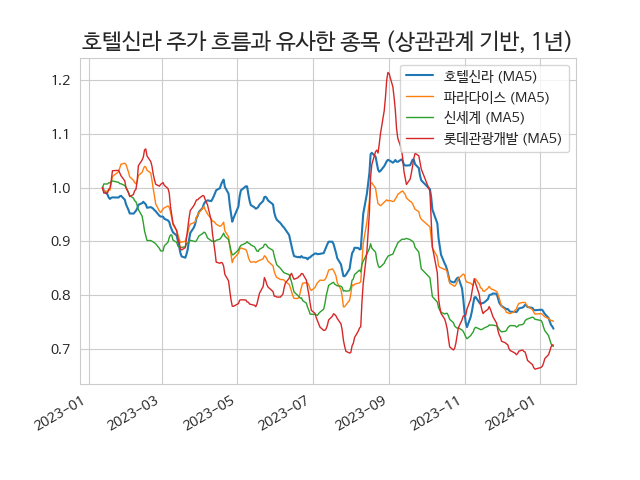 호텔신라 주가 흐름과 유사한 종목 (상관관계 기반, 1년)
호텔신라 (MA5)
파라다이스 (MA5)
신세계 (MA5)
롯데관광개발 (MA5)
1.2
1.1
1.0
0.9
0.8
0.7
2023-01
2023-03
2023-05
2023-07
2023-09
2023-11
2024-01